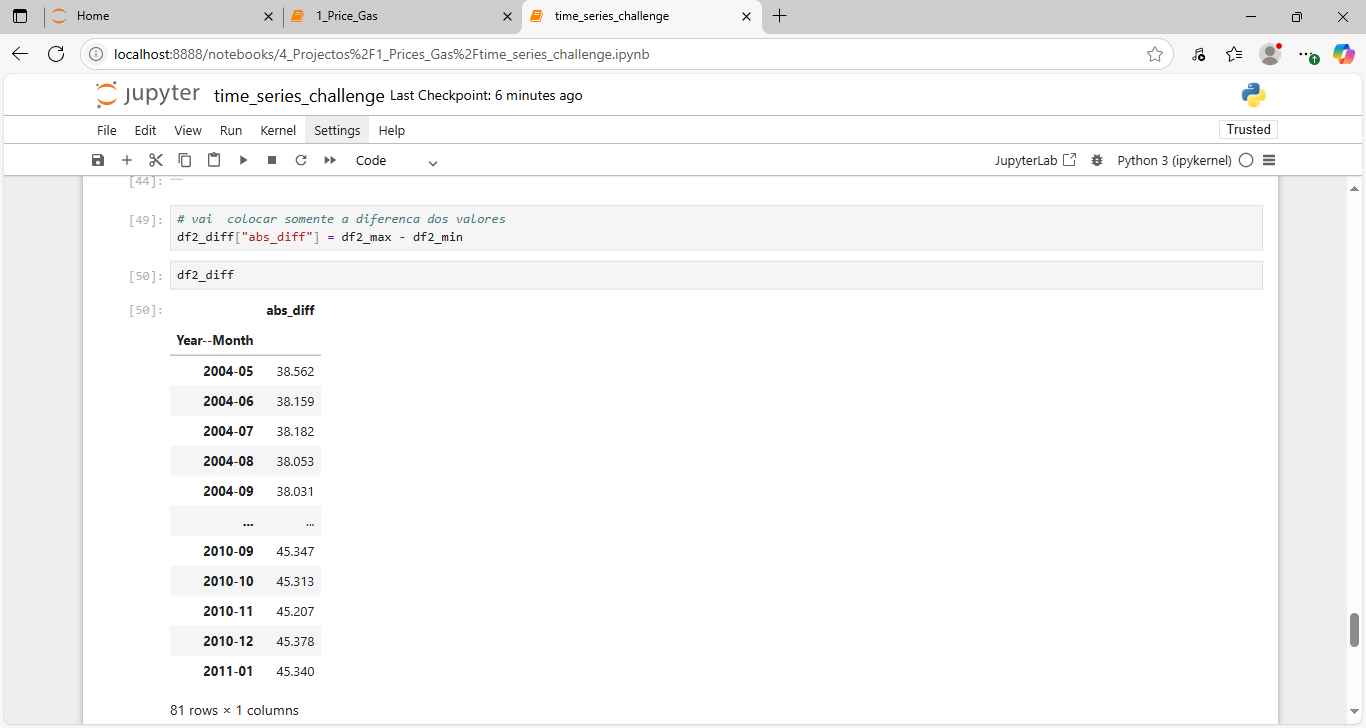 Home
1_Price_Gas
time_series_challenge
localhost:8888/notebooks/4_Projectos%2F1_Prices_Gas%2Ftime_series_challenge.ipynb
jupyter time_series_challenge Last Checkpoint: 6 minutes ago
File Edit View Run Kernel Settings Help
Trusted
Code
JupyterLab
Python 3 (ipykernel)
[44]:
[49]:
# vai  colocar somente a diferenca dos valores
df2_diff["abs_diff"] = df2_max - df2_min
[50]:
df2_diff
[50]:
abs_diff
Year--Month
2004-05 38.562
2004-06 38.159
2004-07 38.182
2004-08 38.053
2004-09 38.031
... ...
2010-09 45.347
2010-10 45.313
2010-11 45.207
2010-12 45.378
2011-01 45.340
81 rows × 1 columns